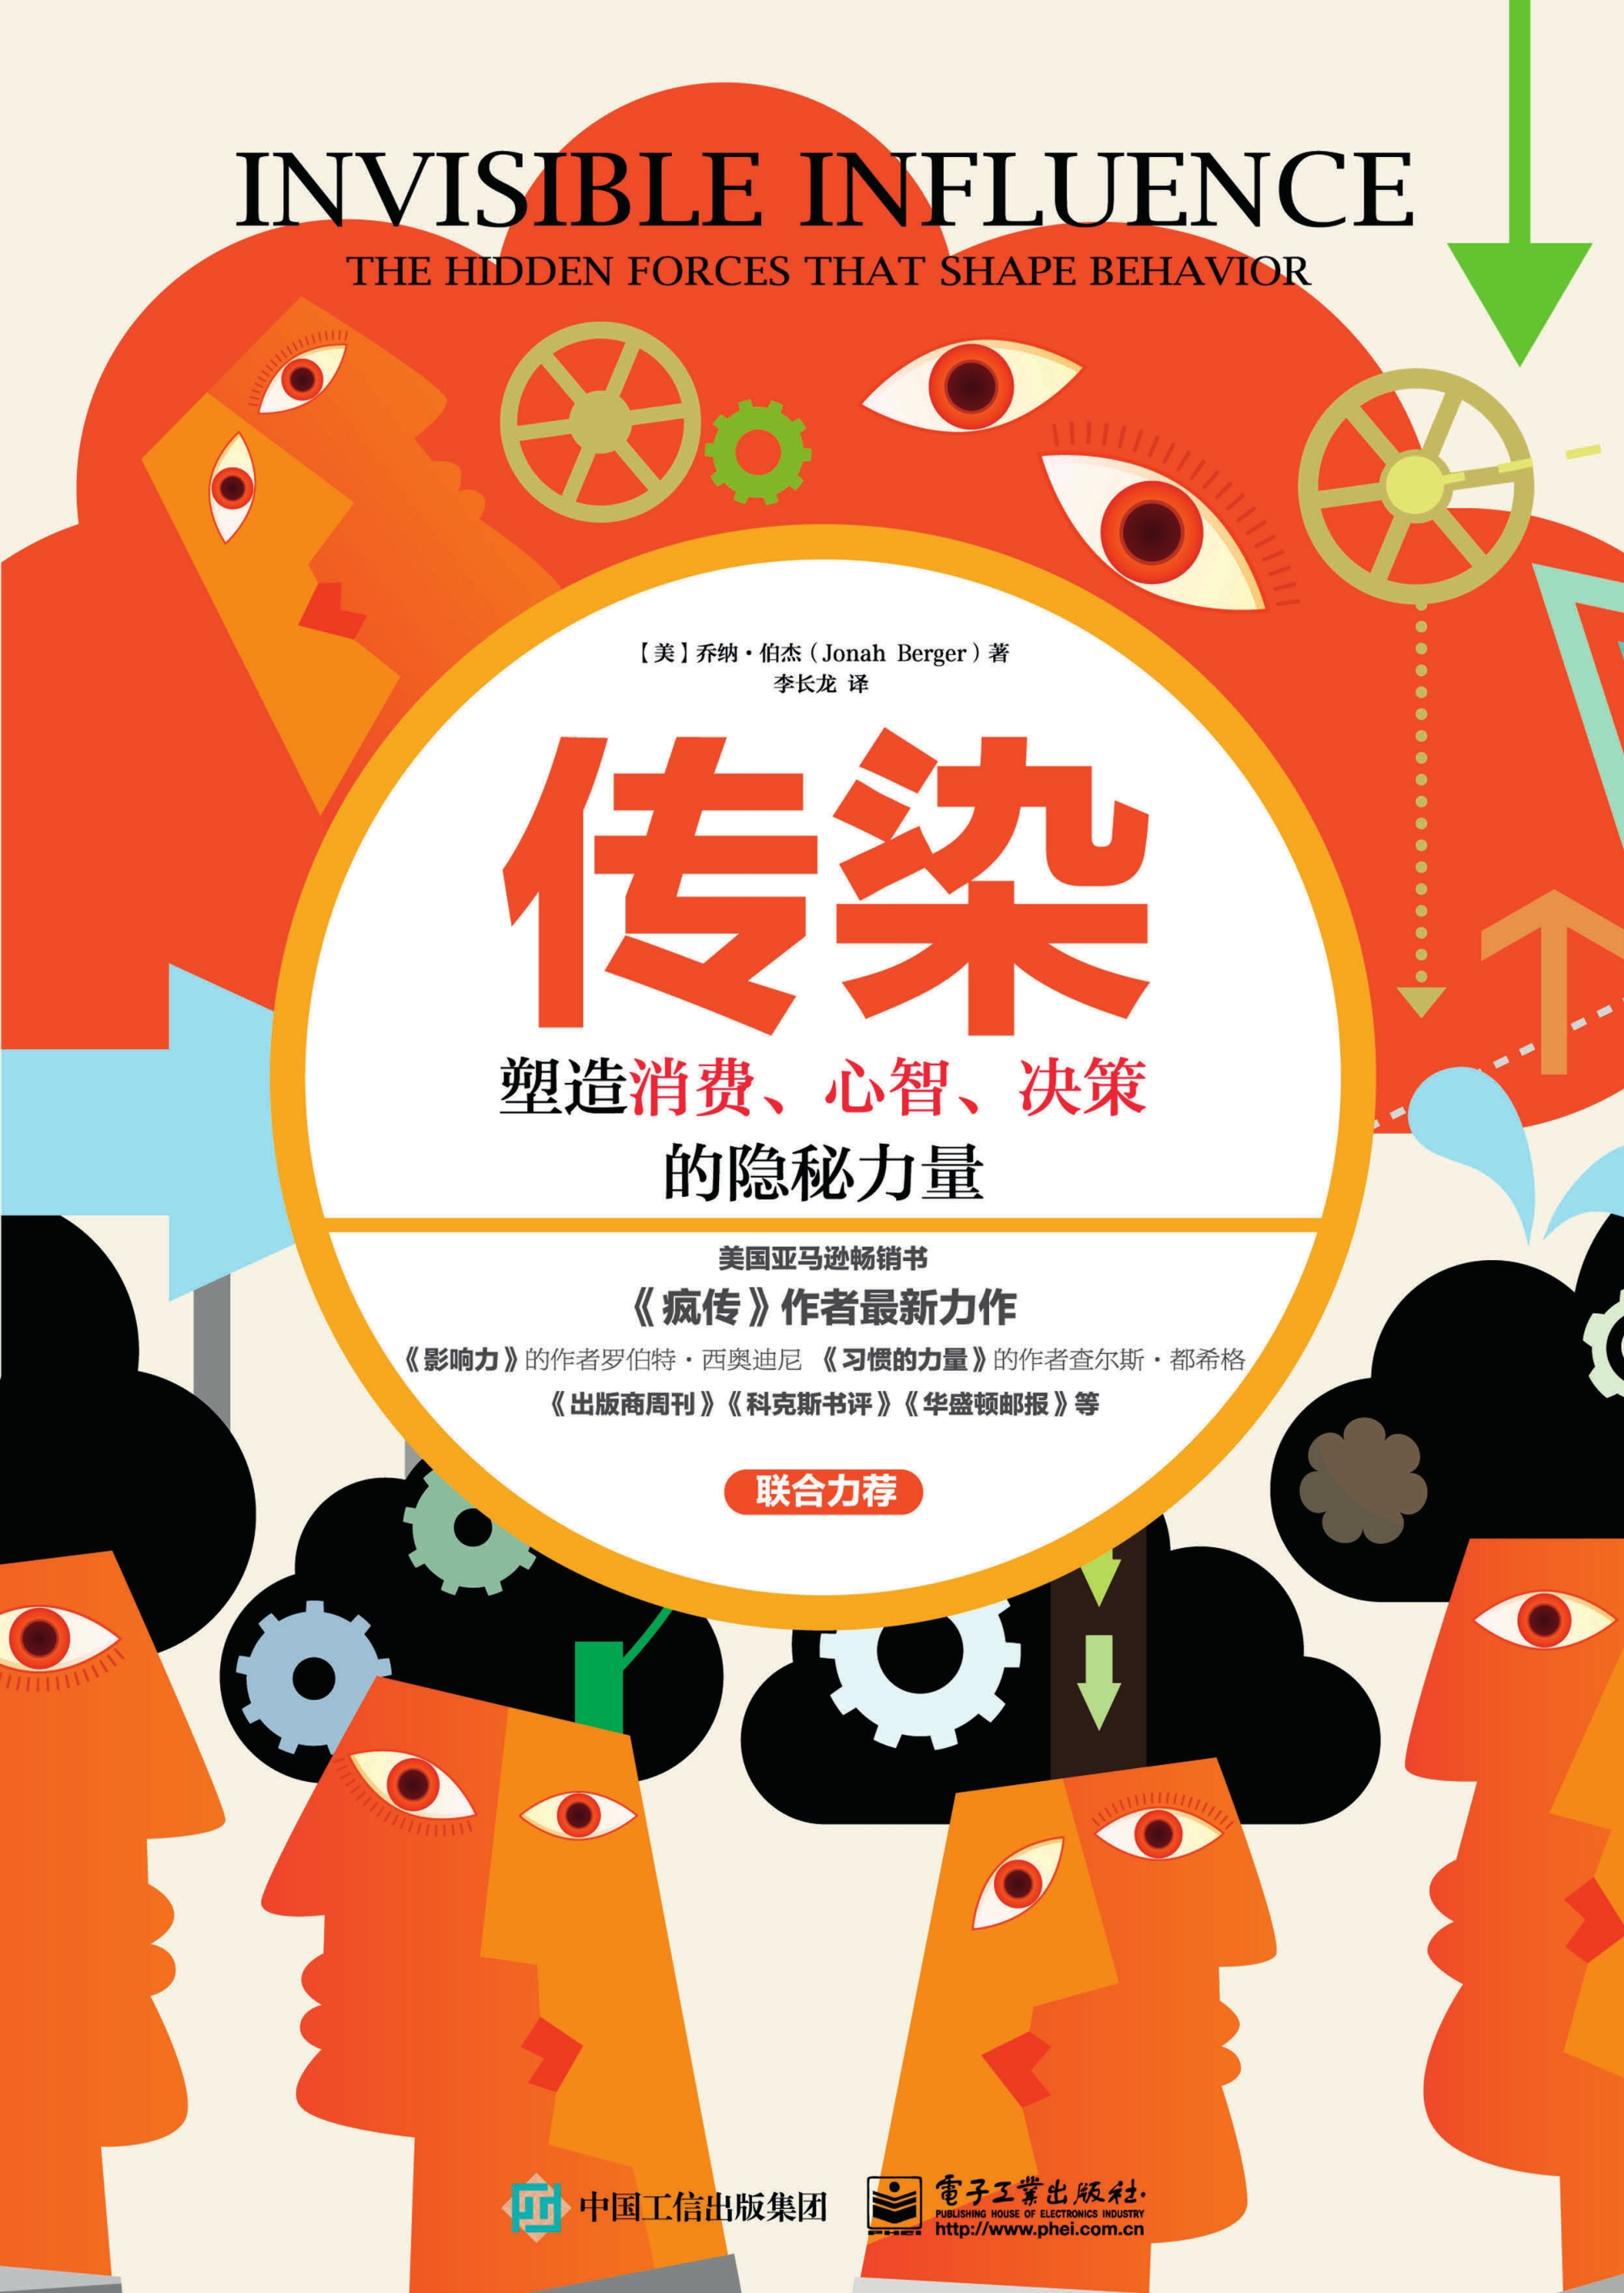 INVISIBLE INFLUENCE
THE HIDDEN FORCES THAT SHAPE BEHAVIOR
【美】乔纳·伯杰（Jonah Berger）著
李长龙 译
传染
塑造消费、心智、决策
的隐秘力量
美国亚马逊畅销书
《疯传》作者最新力作
《影响力》的作者罗伯特·西奥迪尼 《习惯的力量》的作者查尔斯·都希格
《出版商周刊》《科克斯书评》《华盛顿邮报》等
联合力荐
中国工信出版集团
PHEI
電子工業出版社·
PUBLISHING HOUSE OF ELECTRONICS INDUSTRY
http://www.phei.com.cn